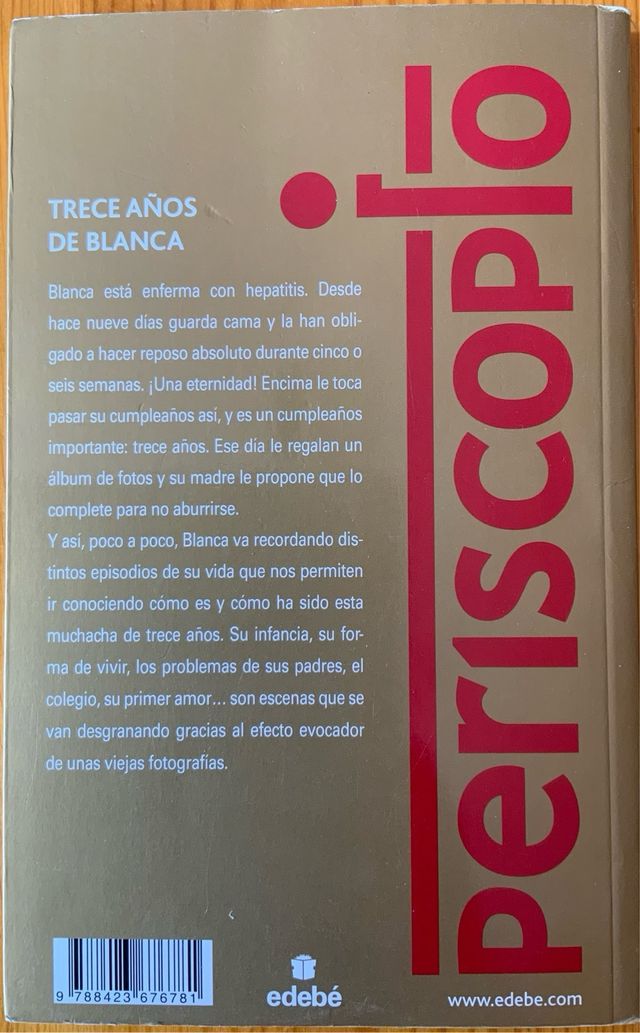 TRECE AÑOS
DE BLANCA
Blanca está enferma con hepatitis. Desde
hace nueve días guarda cama y la han obli-
gado a hacer reposo absoluto durante cinco o
seis semanas. ¡Una eternidad! Encima le toca
pasar su cumpleaños así, y es un cumpleaños
importante: trece años. Ese día le regalan un
álbum de fotos y su madre le propone que lo
complete para no aburrirse.
Y así, poco a poco, Blanca va recordando dis-
tintos episodios de su vida que nos permiten
ir conociendo cómo es y cómo ha sido esta
muchacha de trece años. Su infancia, su for-
ma de vivir, los problemas de sus padres, el
colegio, su primer amor... son escenas que se
van desgranando gracias al efecto evocador
de unas viejas fotografías.
periscopio
9 788423 676781
edebé
www.edebe.com